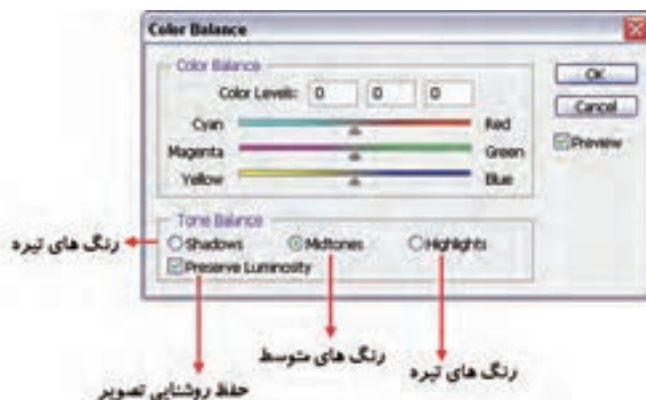 Color Balance
Color Balance
Color Levels: 0 0 0
Cyan Red
Magenta Green
Yellow Blue
OK
Cancel
Preview
Tone Balance
Shadows Midtones Highlights
Preserve Luminosity
رنگ های تیره
رنگ های متوسط
رنگ های تیره
حفظ روشنایی تصویر